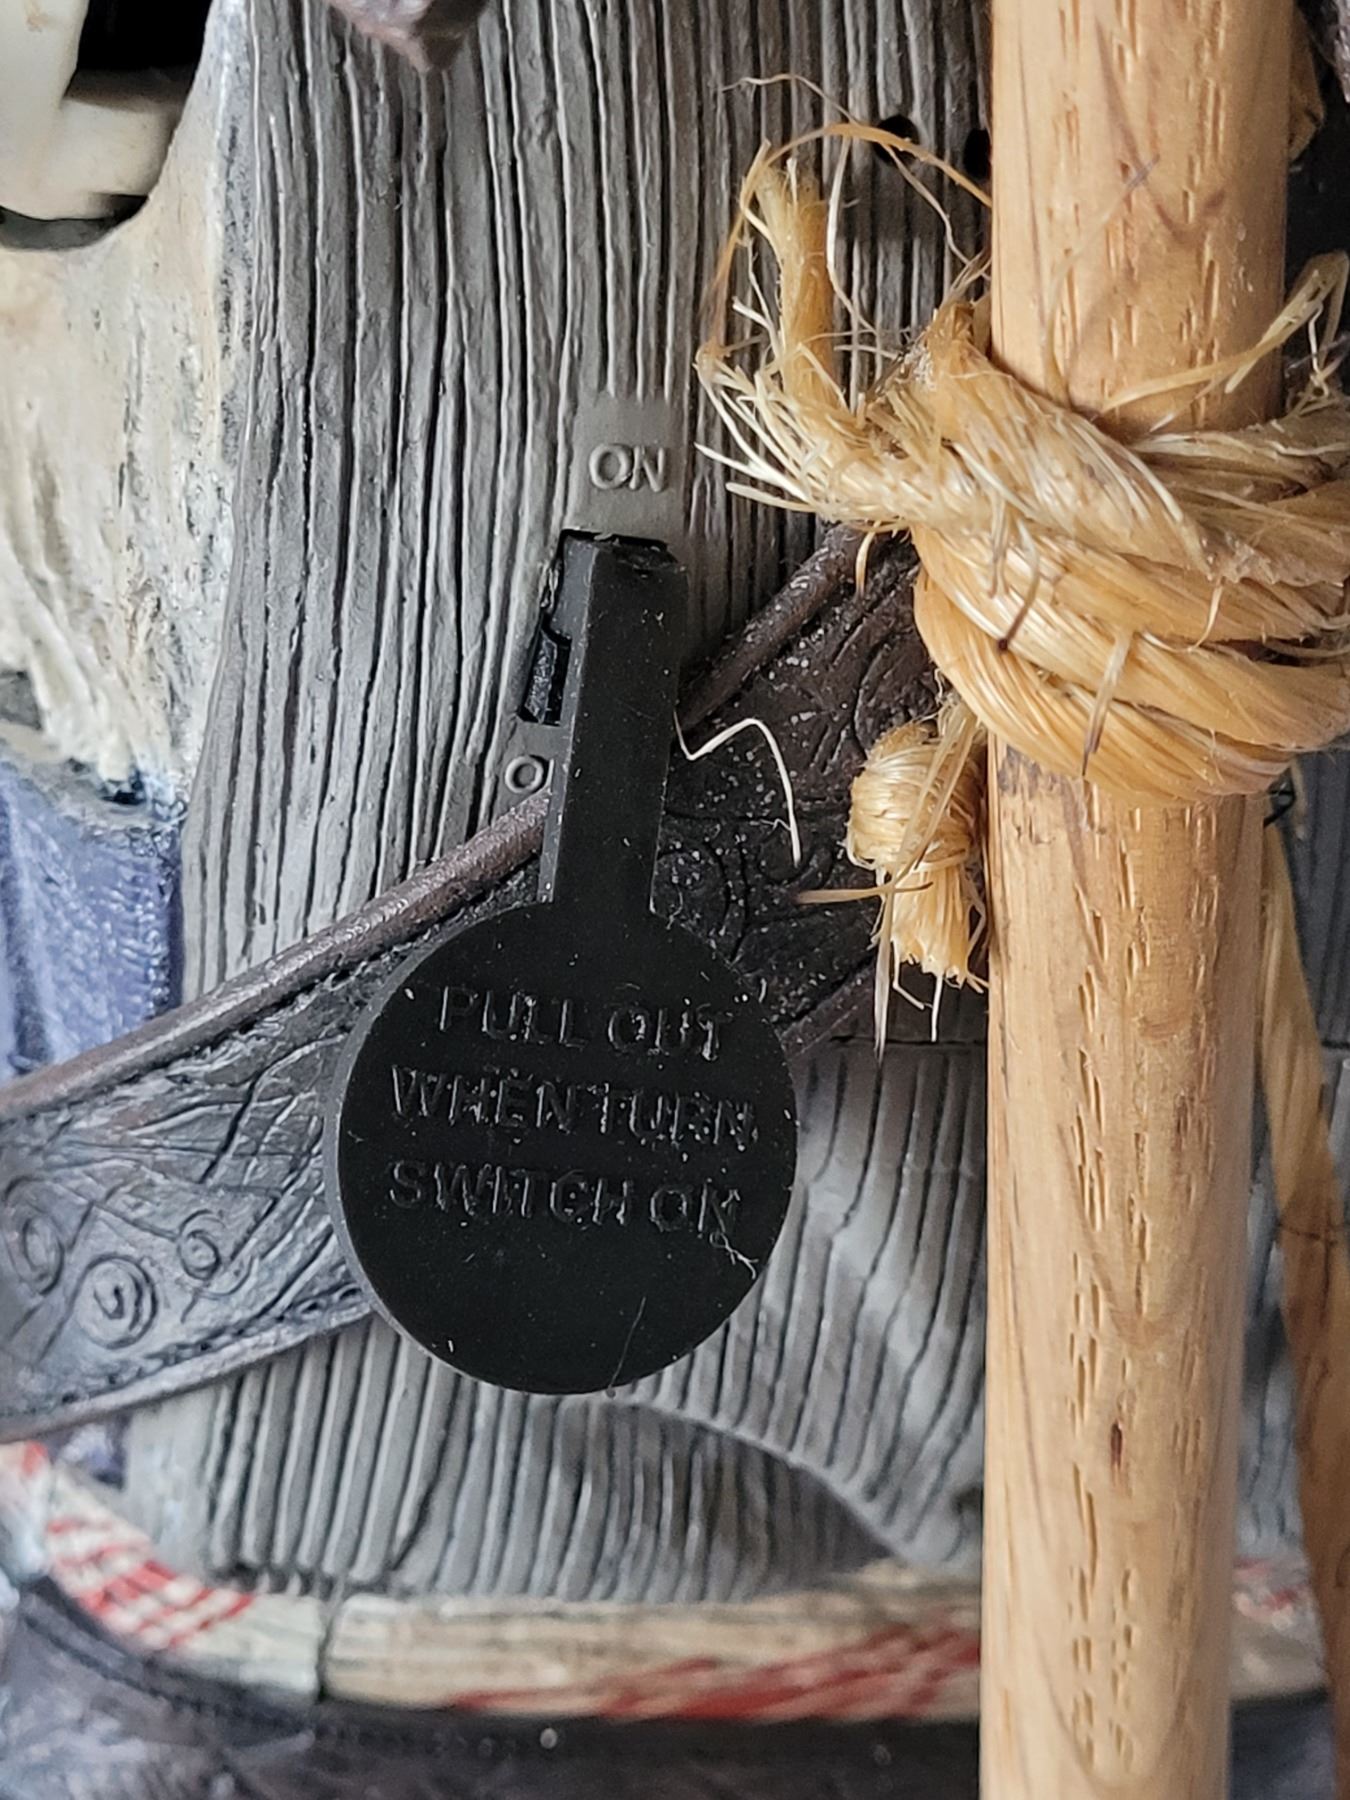 ON
PULL OUT
WHEN TURN
SWITCH ON